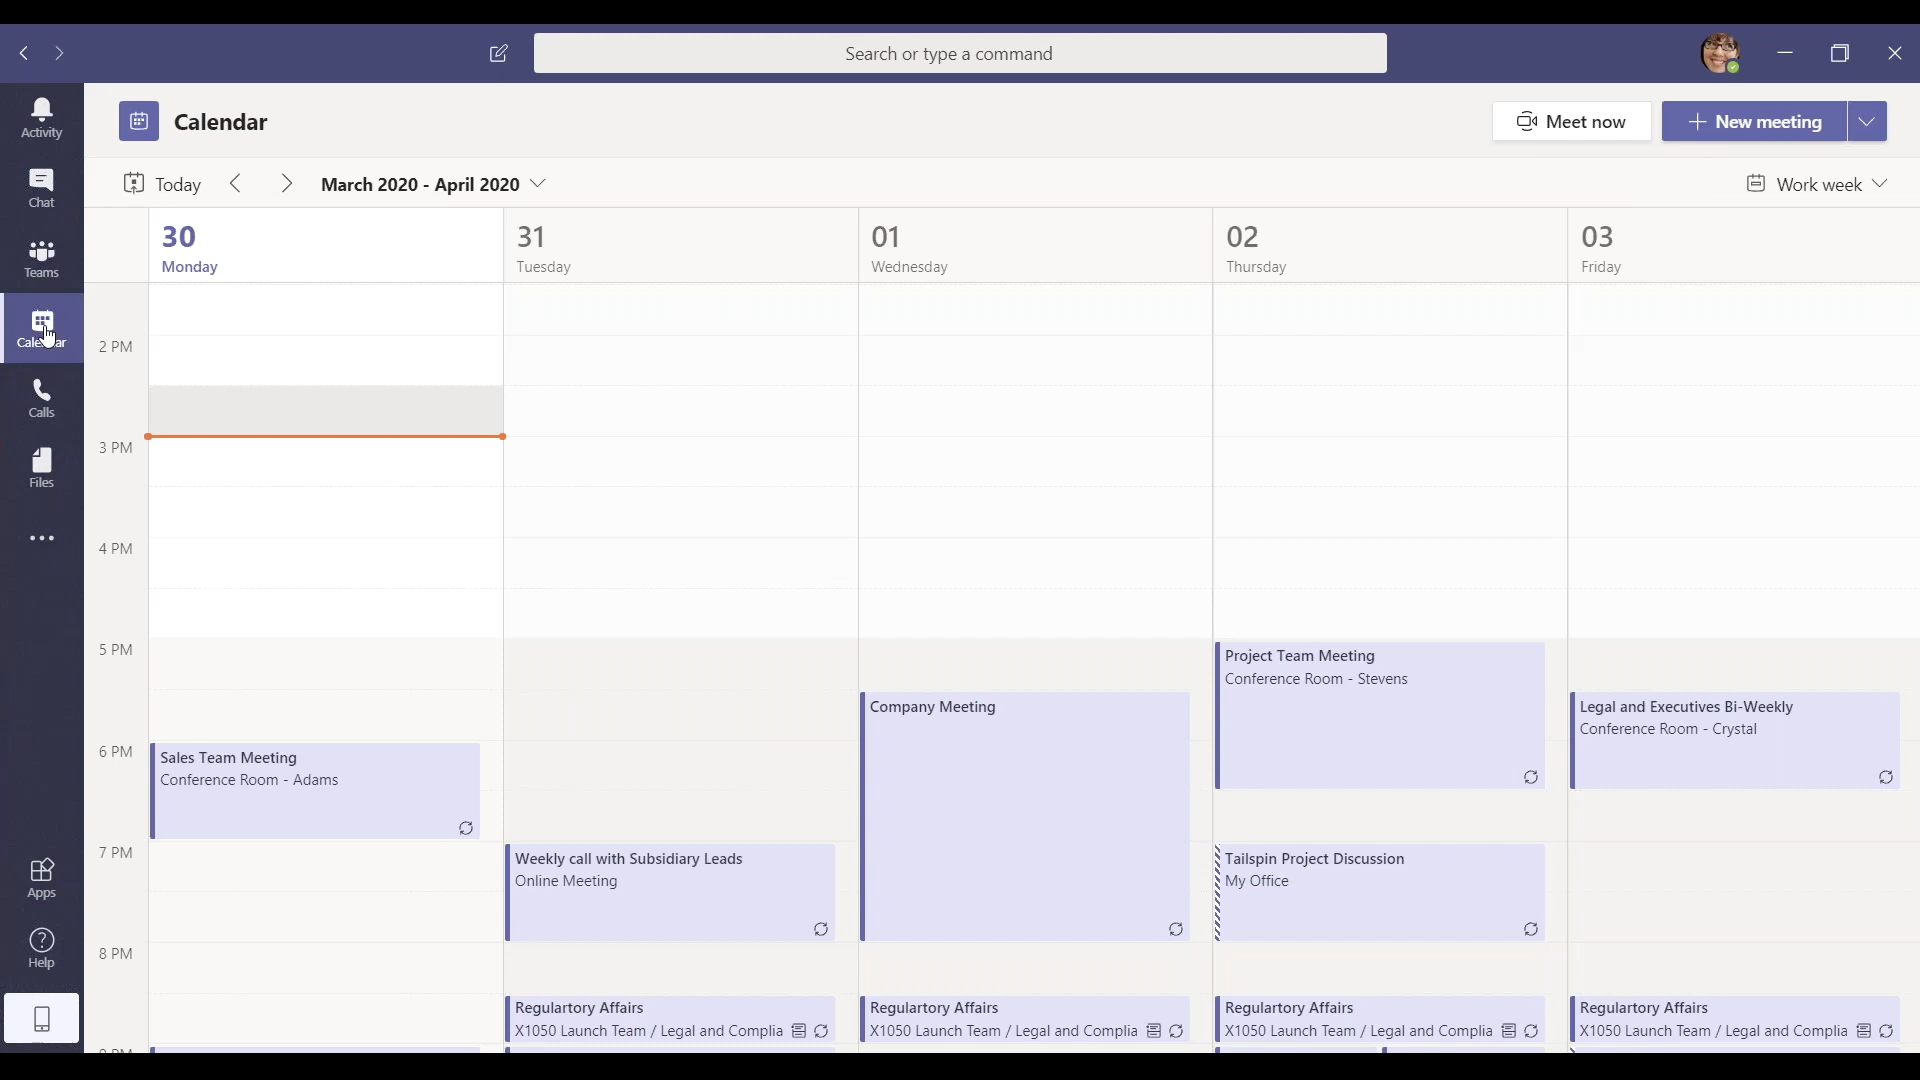 Search or type a command
Activity
Chat
Teams
Calls
Files
Apps
Help
Calendar
Meet now
New meeting
Today
March 2020 - April 2020
Work week
30
Monday
31
Tuesday
01
Wednesday
02
Thursday
03
Friday
2 PM
3 PM
4 PM
5 PM
6 PM
7 PM
8 PM
Sales Team Meeting
Conference Room - Adams
Weekly call with Subsidiary Leads
Online Meeting
Regulartory Affairs
X1050 Launch Team / Legal and Complia
Company Meeting
Regulartory Affairs
X1050 Launch Team / Legal and Complia
Project Team Meeting
Conference Room - Stevens
Tailspin Project Discussion
My Office
Regulartory Affairs
X1050 Launch Team / Legal and Complia
Legal and Executives Bi-Weekly
Conference Room - Crystal
Regulartory Affairs
X1050 Launch Team / Legal and Complia